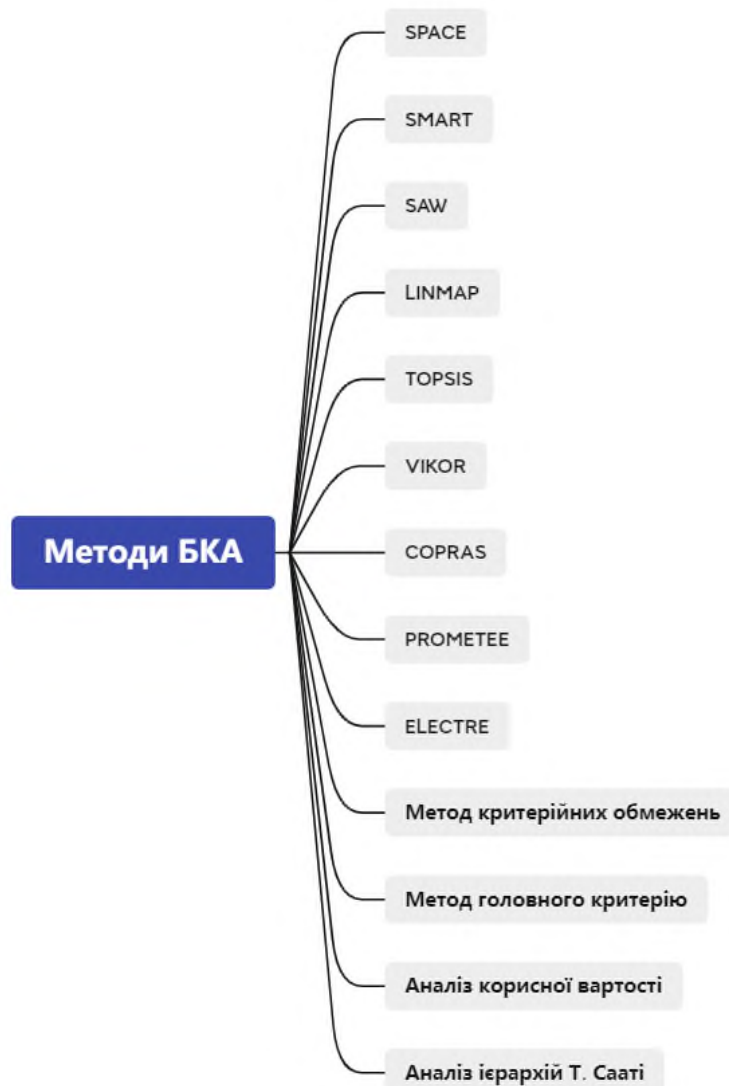 SPACE
SMART
SAW
LINMAP
TOPSIS
VIKOR
Методи БКА
COPRAS
PROMETEE
ELECTRE
Метод критерійних обмежень
Метод головного критерію
Аналіз корисної вартості
Аналіз ієрархій Т. Сааті